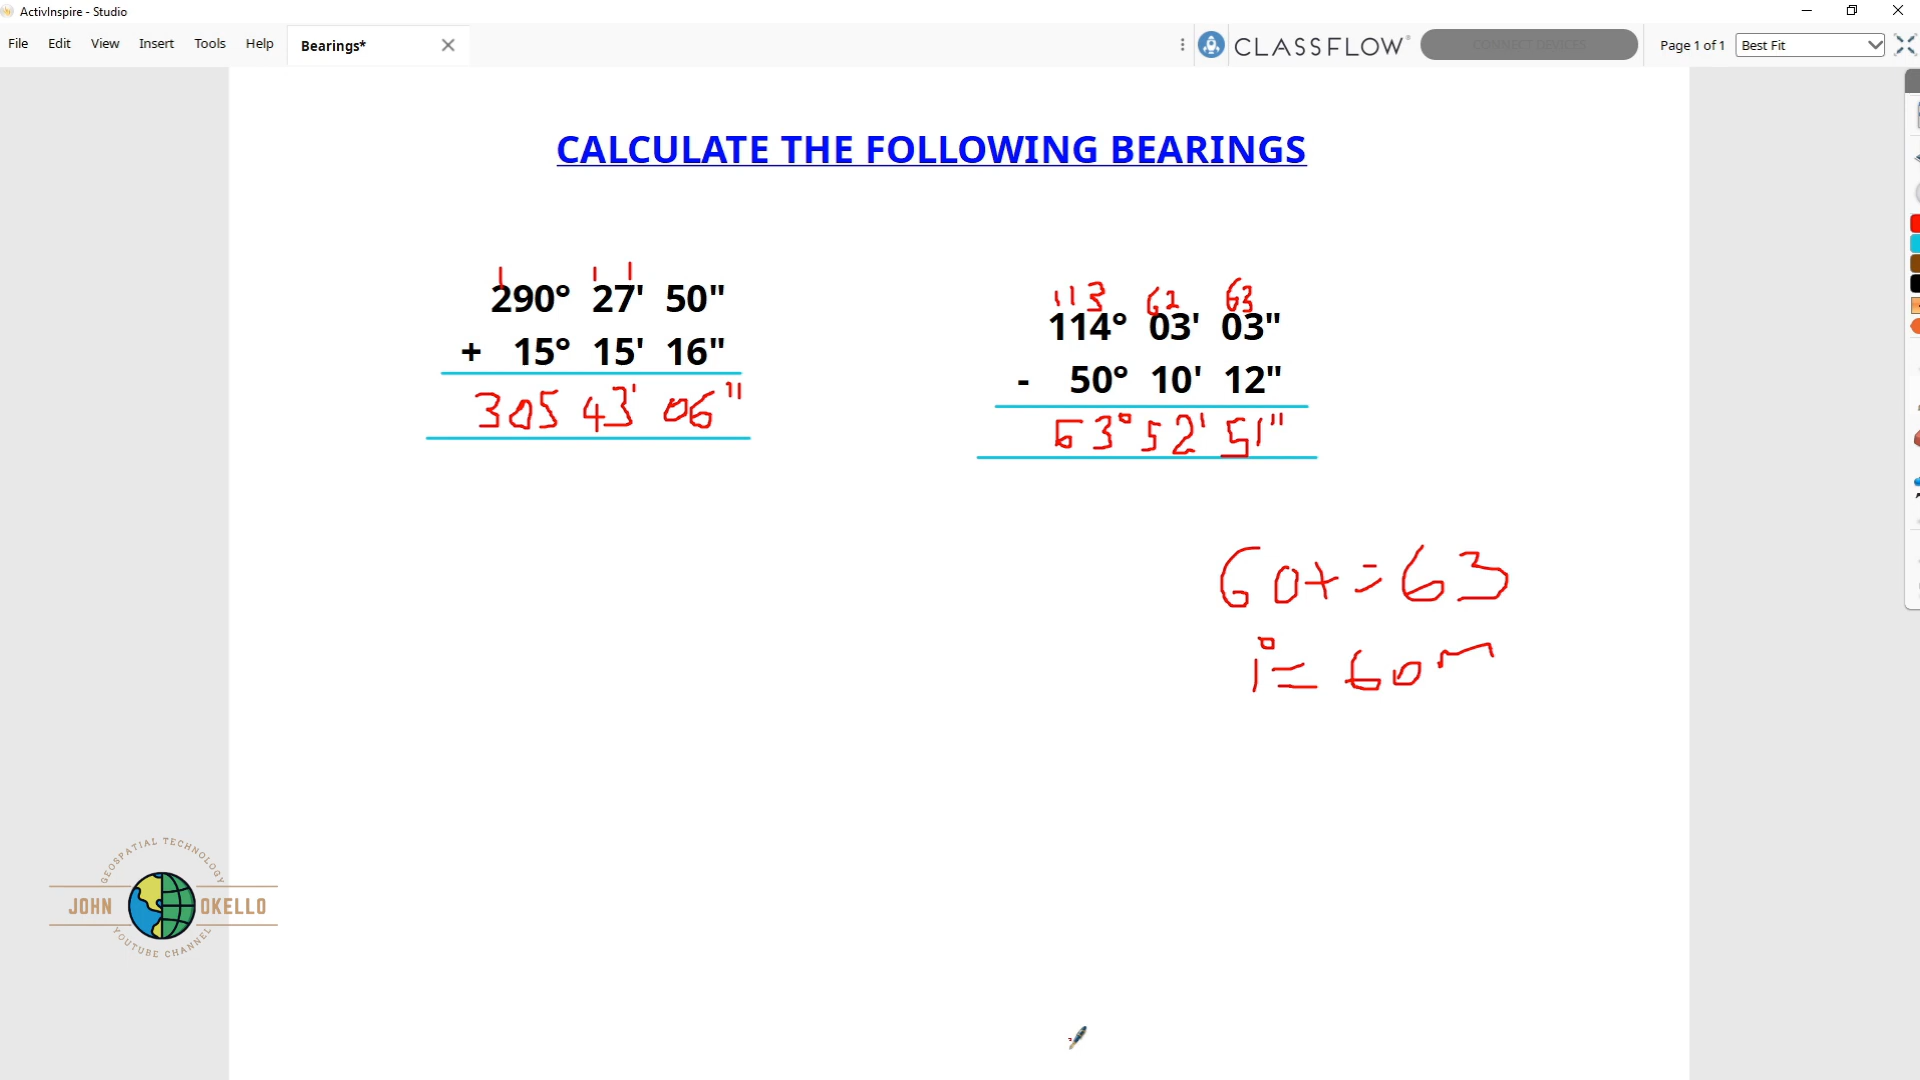 ActivInspire - Studio
File Edit View Insert Tools Help Bearings* CLASSFLOW CONNECT DEVICES Page 1 of 1 Best Fit
CALCULATE THE FOLLOWING BEARINGS
1 1 1
290° 27' 50"
+ 15° 15' 16"
305 43' 06"
113 62 63
114° 03' 03"
- 50° 10' 12"
63° 52' 51"
60+=63
1°= 60m
GEOSPATIAL TECHNOLOGY
JOHN OKELLO
YOUTUBE CHANNEL